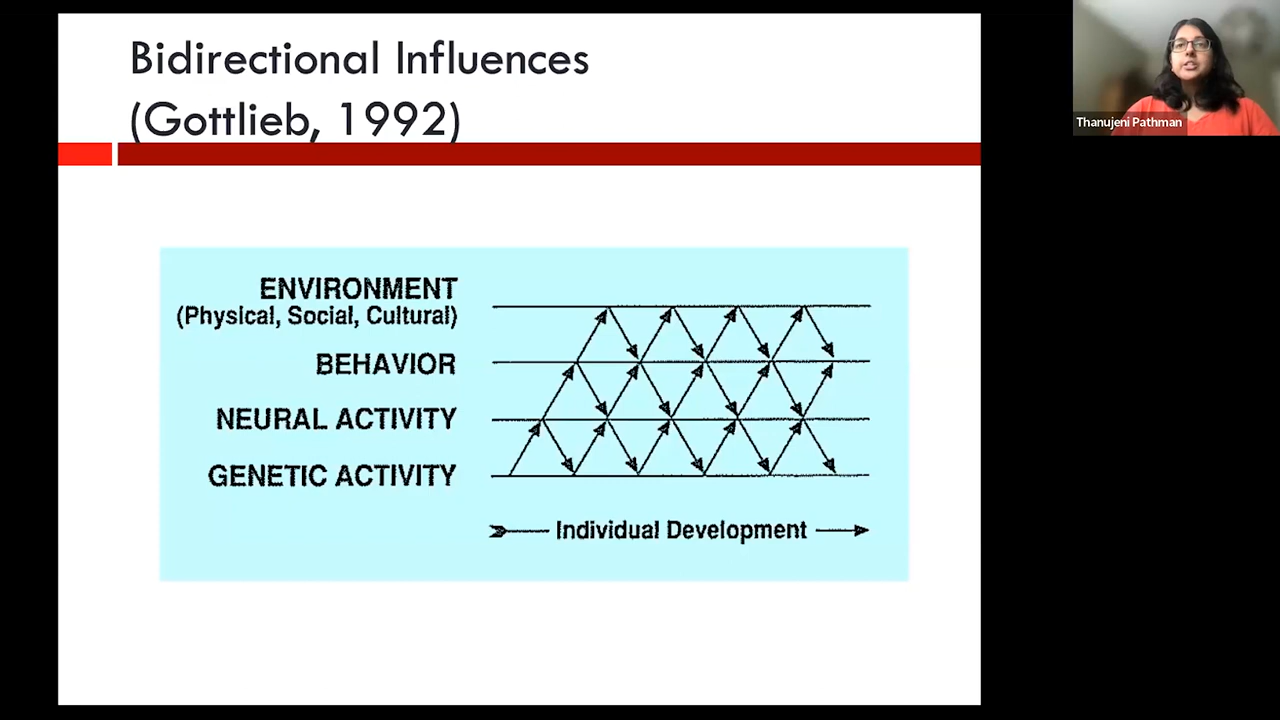 Bidirectional Influences
(Gottlieb, 1992)
Thanujeni Pathman
ENVIRONMENT
(Physical, Social, Cultural)
BEHAVIOR
NEURAL ACTIVITY
GENETIC ACTIVITY
Individual Development